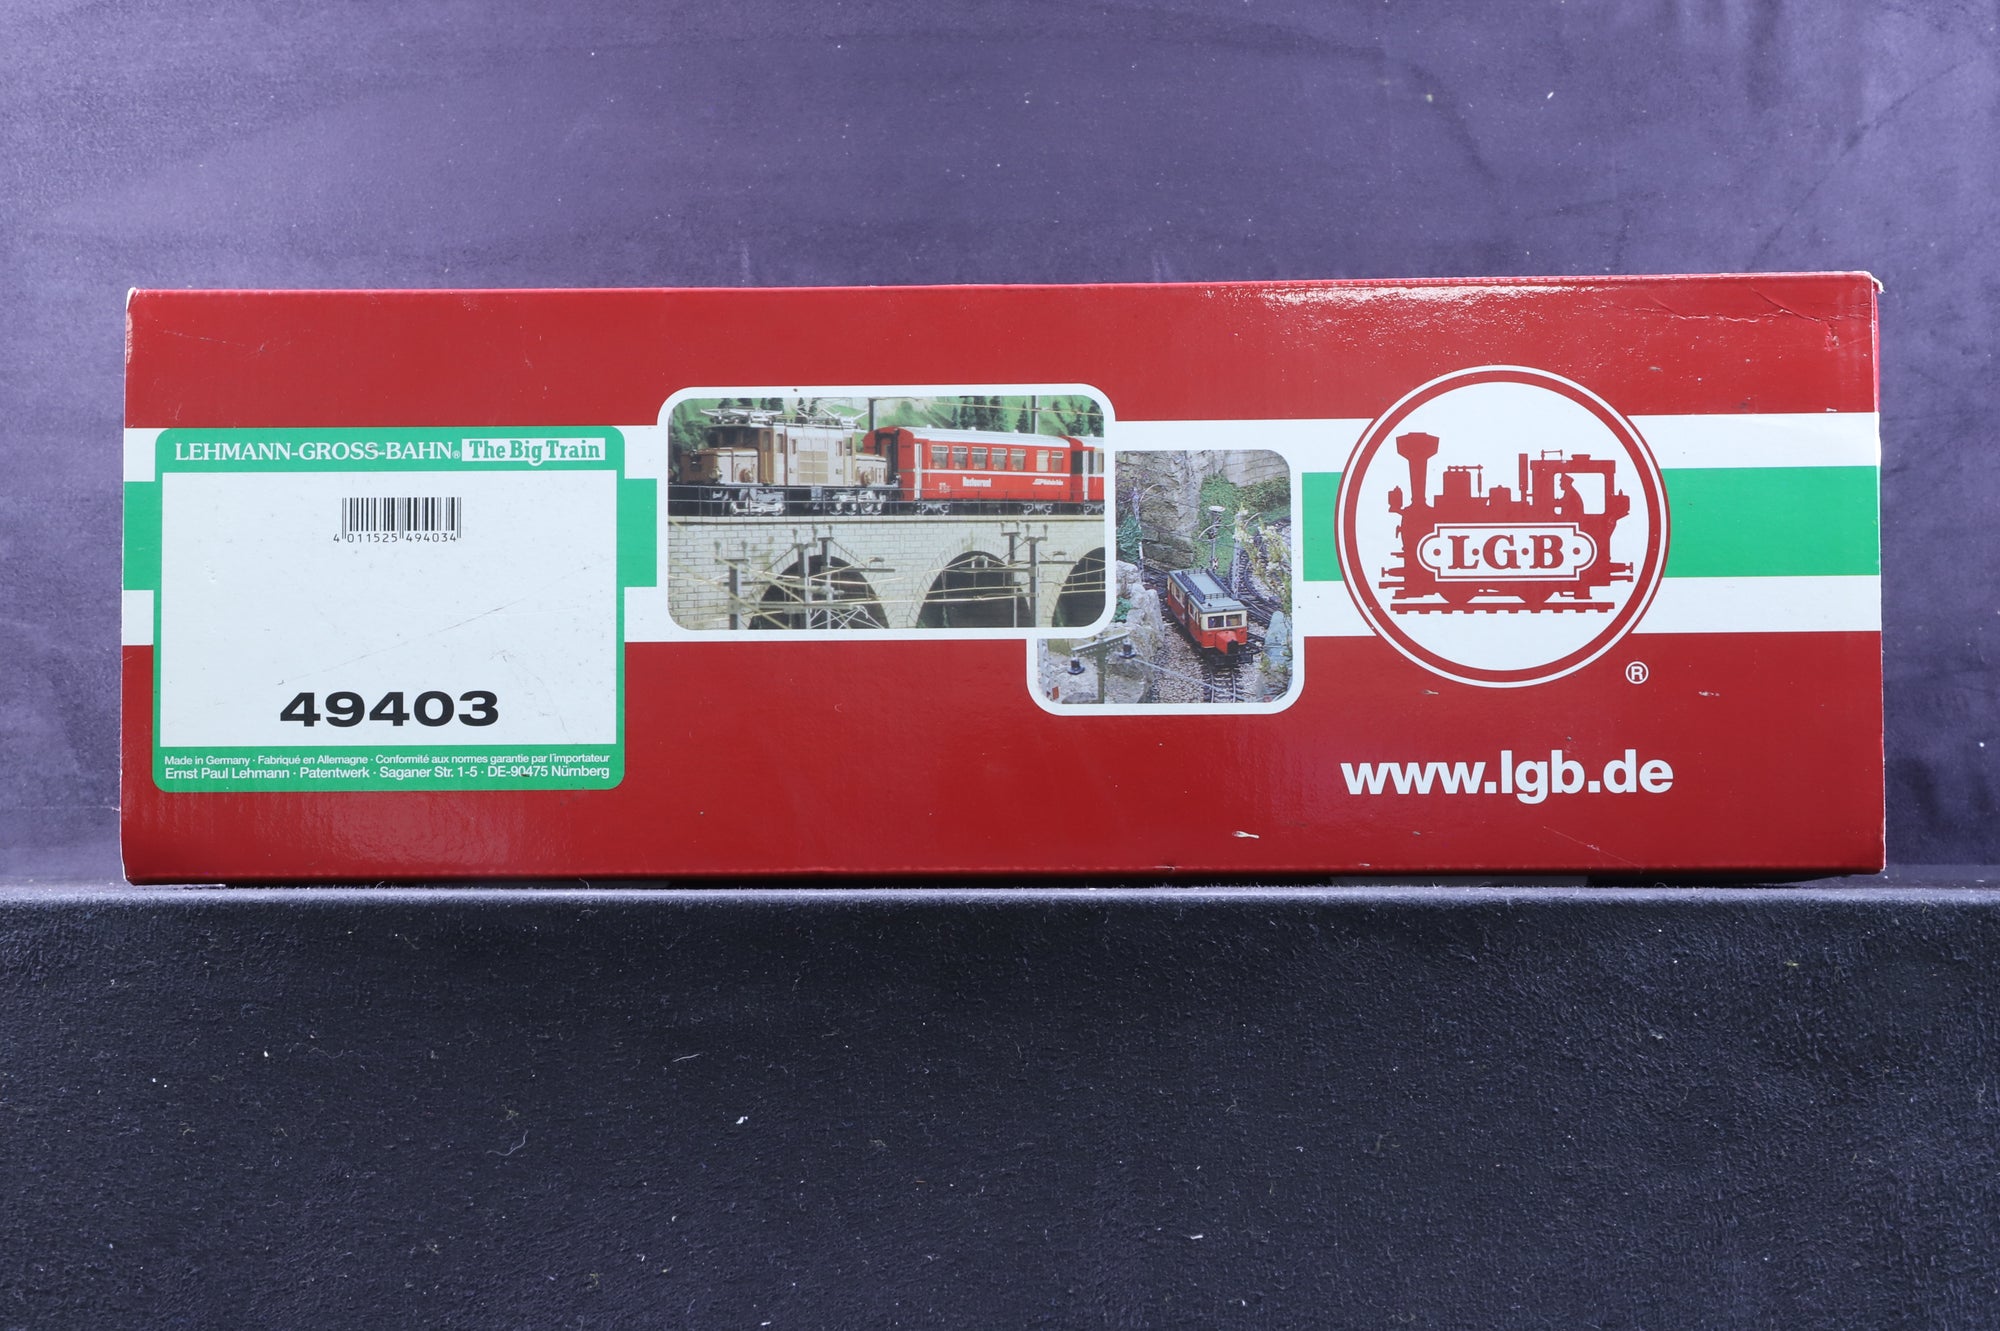 LEHMANN-GROSS-BAHN® The Big Train
4 011525 494034
49403
Made in Germany · Fabriqué en Allemagne · Conformité aux normes garantie par l'importateur
Ernst Paul Lehmann · Patentwerk · Saganer Str. 1-5 · DE-90475 Nürnberg
Restaurant
L·G·B
®
www.lgb.de